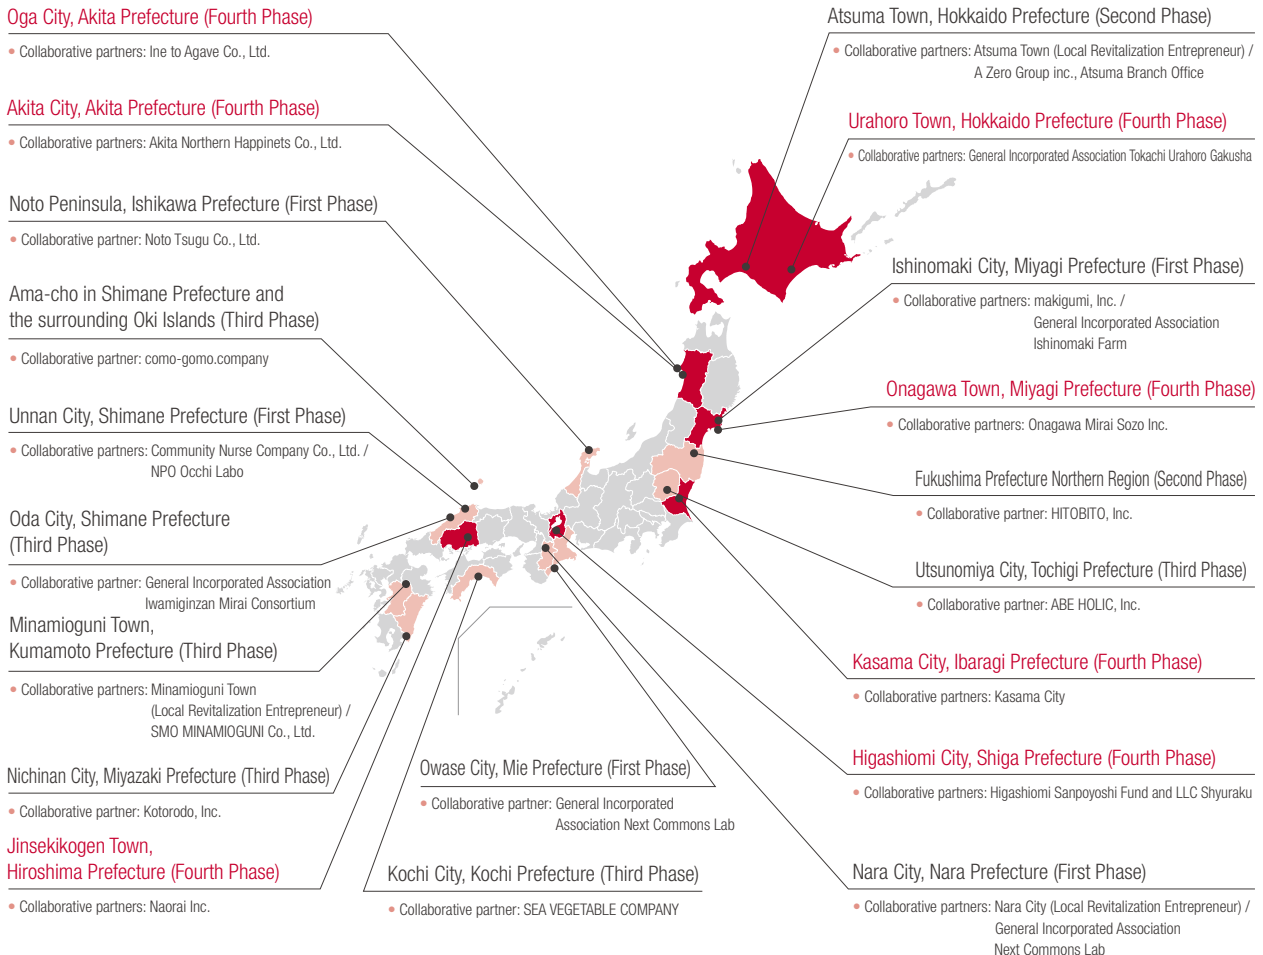 Oga City, Akita Prefecture (Fourth Phase)
• Collaborative partners: Ine to Agave Co., Ltd.
Akita City, Akita Prefecture (Fourth Phase)
• Collaborative partners: Akita Northern Happinets Co., Ltd.
Noto Peninsula, Ishikawa Prefecture (First Phase)
• Collaborative partner: Noto Tsugu Co., Ltd.
Ama-cho in Shimane Prefecture and
the surrounding Oki Islands (Third Phase)
• Collaborative partner: como-gomo.company
Unnan City, Shimane Prefecture (First Phase)
• Collaborative partners: Community Nurse Company Co., Ltd. /
NPO Occhi Labo
Oda City, Shimane Prefecture
(Third Phase)
• Collaborative partner: General Incorporated Association
Iwamiginzan Mirai Consortium
Minamioguni Town,
Kumamoto Prefecture (Third Phase)
• Collaborative partners: Minamioguni Town
(Local Revitalization Entrepreneur) /
SMO MINAMIOGUNI Co., Ltd.
Nichinan City, Miyazaki Prefecture (Third Phase)
• Collaborative partner: Kotorodo, Inc.
Jinsekikogen Town,
Hiroshima Prefecture (Fourth Phase)
• Collaborative partners: Naorai Inc.
Owase City, Mie Prefecture (First Phase)
• Collaborative partner: General Incorporated
Association Next Commons Lab
Kochi City, Kochi Prefecture (Third Phase)
• Collaborative partner: SEA VEGETABLE COMPANY
Atsuma Town, Hokkaido Prefecture (Second Phase)
• Collaborative partners: Atsuma Town (Local Revitalization Entrepreneur) /
A Zero Group inc., Atsuma Branch Office
Urahoro Town, Hokkaido Prefecture (Fourth Phase)
• Collaborative partners: General Incorporated Association Tokachi Urahoro Gakusha
Ishinomaki City, Miyagi Prefecture (First Phase)
• Collaborative partners: makigumi, Inc. /
General Incorporated Association
Ishinomaki Farm
Onagawa Town, Miyagi Prefecture (Fourth Phase)
• Collaborative partners: Onagawa Mirai Sozo Inc.
Fukushima Prefecture Northern Region (Second Phase)
• Collaborative partner: HITOBITO, Inc.
Utsunomiya City, Tochigi Prefecture (Third Phase)
• Collaborative partner: ABE HOLIC, Inc.
Kasama City, Ibaragi Prefecture (Fourth Phase)
• Collaborative partners: Kasama City
Higashiomi City, Shiga Prefecture (Fourth Phase)
• Collaborative partners: Higashiomi Sanpoyoshi Fund and LLC Shyuraku
Nara City, Nara Prefecture (First Phase)
• Collaborative partners: Nara City (Local Revitalization Entrepreneur) /
General Incorporated Association
Next Commons Lab